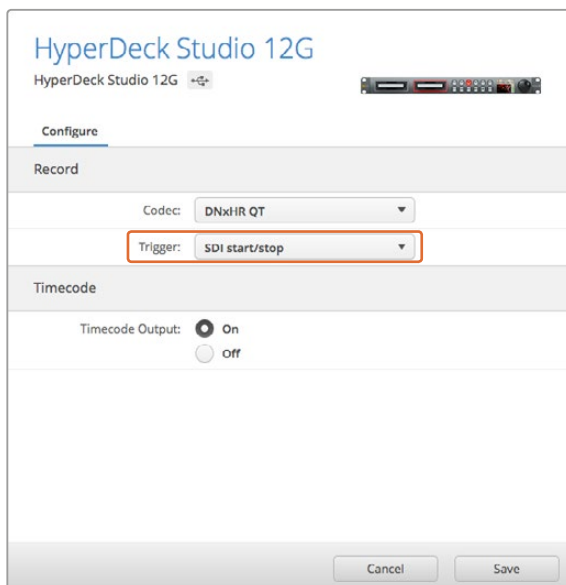 HyperDeck Studio 12G
HyperDeck Studio 12G
Configure
Record
Codec: DNxHR QT
Trigger: SDI start/stop
Timecode
Timecode Output: On
Off
Cancel Save